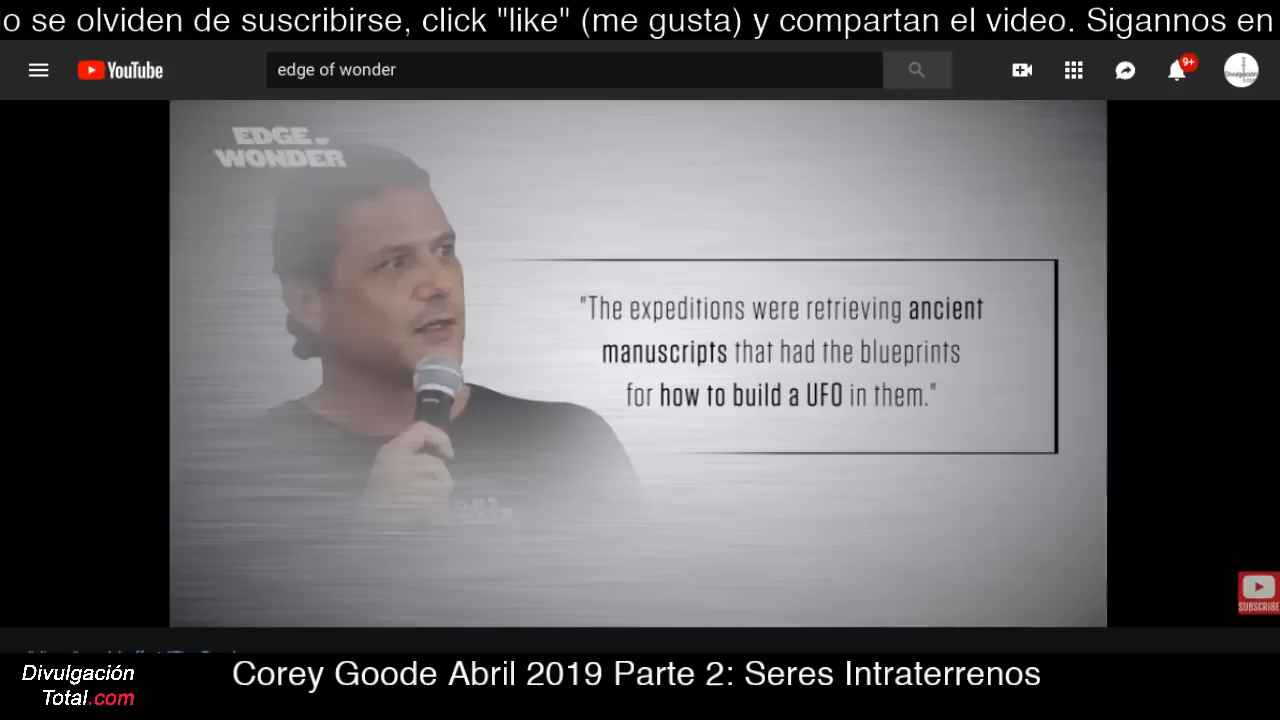 o se olviden de suscribirse, click "like" (me gusta) y compartan el video. Sigannos en
YouTube
edge of wonder
9+
EDGE OF
WONDER
"The expeditions were retrieving ancient
manuscripts that had the blueprints
for how to build a UFO in them."
SUBSCRIBE
Divulgación
Total.com
Corey Goode Abril 2019 Parte 2: Seres Intraterrenos